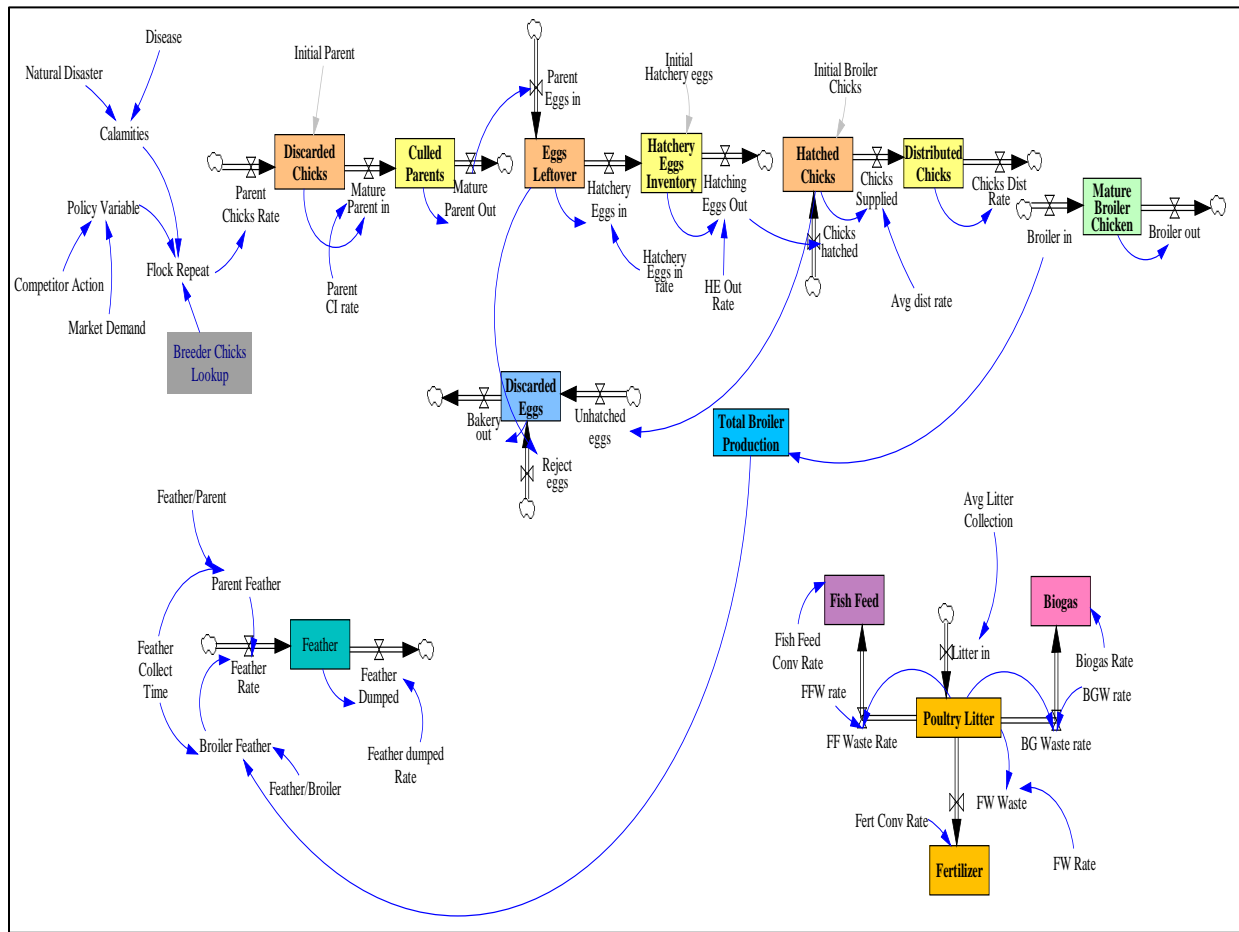 Disease
Natural Disaster
Calamities
Initial Parent
Parent
Eggs in
Initial
Hatchery eggs
Initial Broiler
Chicks
Discarded
Chicks
Culled
Parents
Eggs
Leftover
Hatchery
Eggs
Inventory
Hatched
Chicks
Distributed
Chicks
Mature
Broiler
Chicken
Parent
Chicks Rate
Mature
Parent in
Mature
Parent Out
Hatchery
Eggs in
Hatching
Eggs Out
Chicks
Supplied
Chicks Dist
Rate
Broiler in
Broiler out
Policy Variable
Competitor Action
Market Demand
Flock Repeat
Parent
CI rate
Hatchery
Eggs in
rate
HE Out
Rate
Chicks
hatched
Avg dist rate
Breeder Chicks
Lookup
Discarded
Eggs
Bakery
out
Unhatched
eggs
Reject
eggs
Total Broiler
Production
Feather/Parent
Parent Feather
Feather
Collect
Time
Feather
Rate
Feather
Feather
Dumped
Broiler Feather
Feather/Broiler
Feather dumped
Rate
Avg Litter
Collection
Fish Feed
Biogas
Fish Feed
Conv Rate
Litter in
Biogas Rate
FFW rate
BGW rate
Poultry Litter
FF Waste Rate
BG Waste rate
FW Waste
Fert Conv Rate
FW Rate
Fertilizer